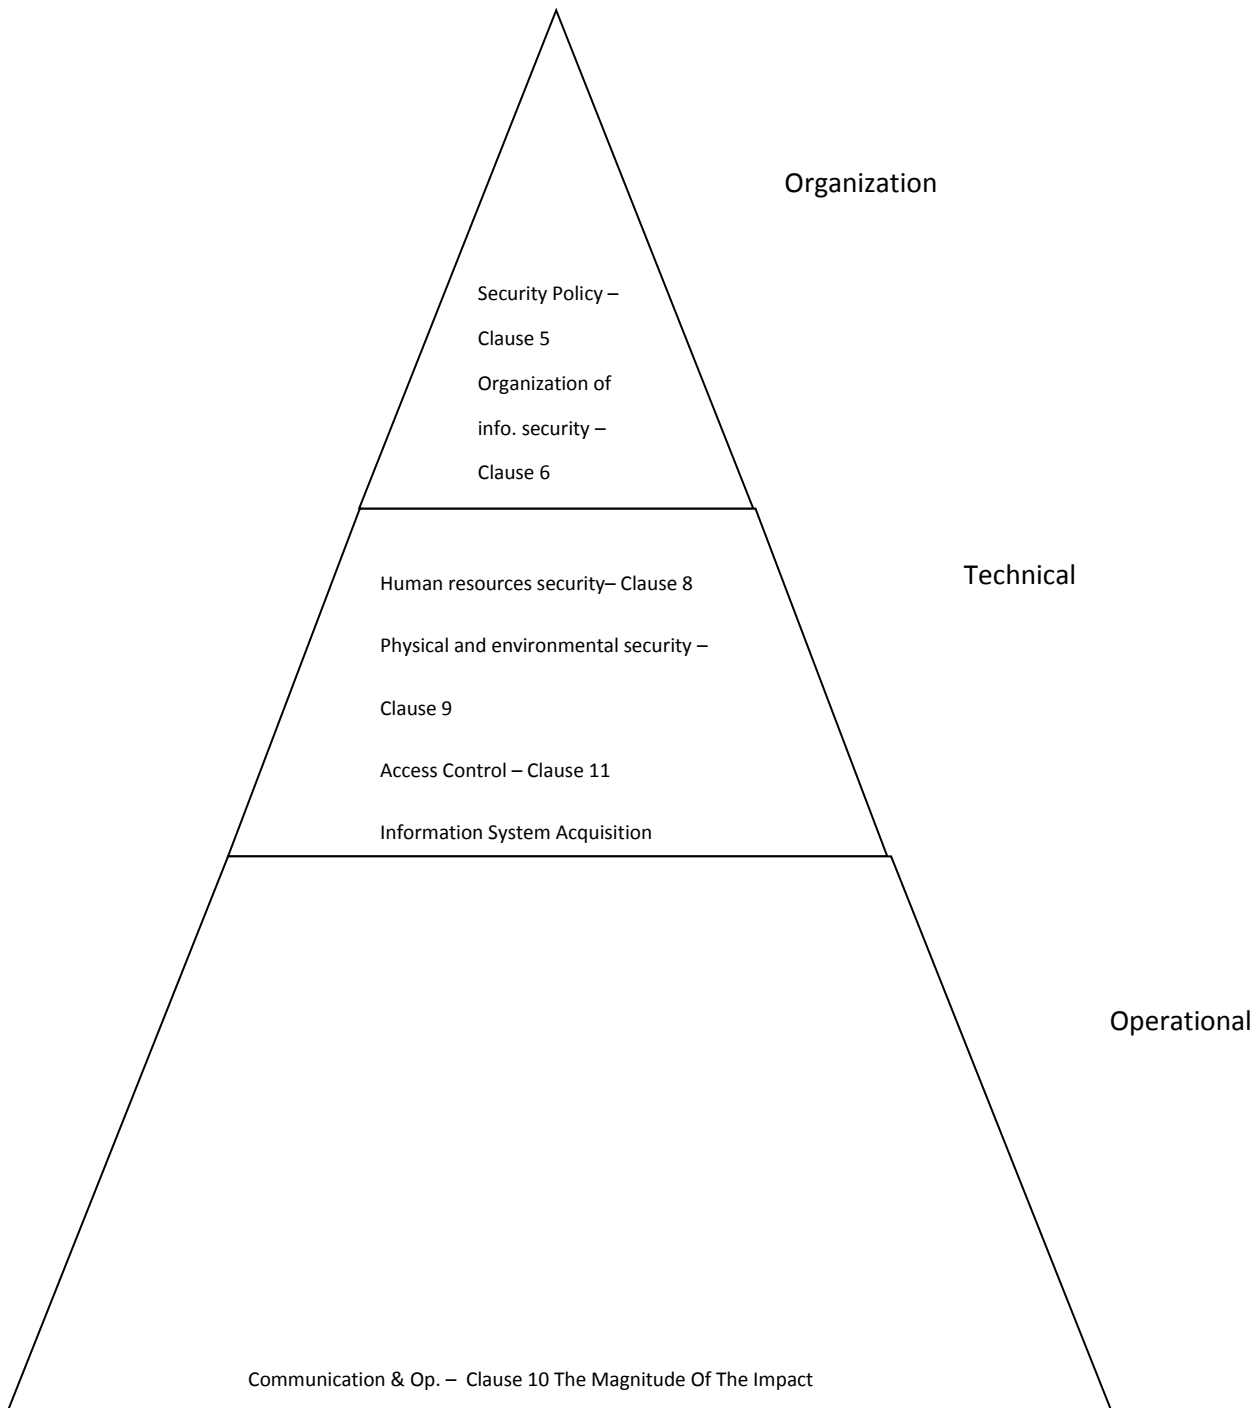 Organization
Security Policy –
Clause 5
Organization of
info. security –
Clause 6
Technical
Human resources security– Clause 8
Physical and environmental security –
Clause 9
Access Control – Clause 11
Information System Acquisition
Operational
Communication & Op. –  Clause 10 The Magnitude Of The Impact